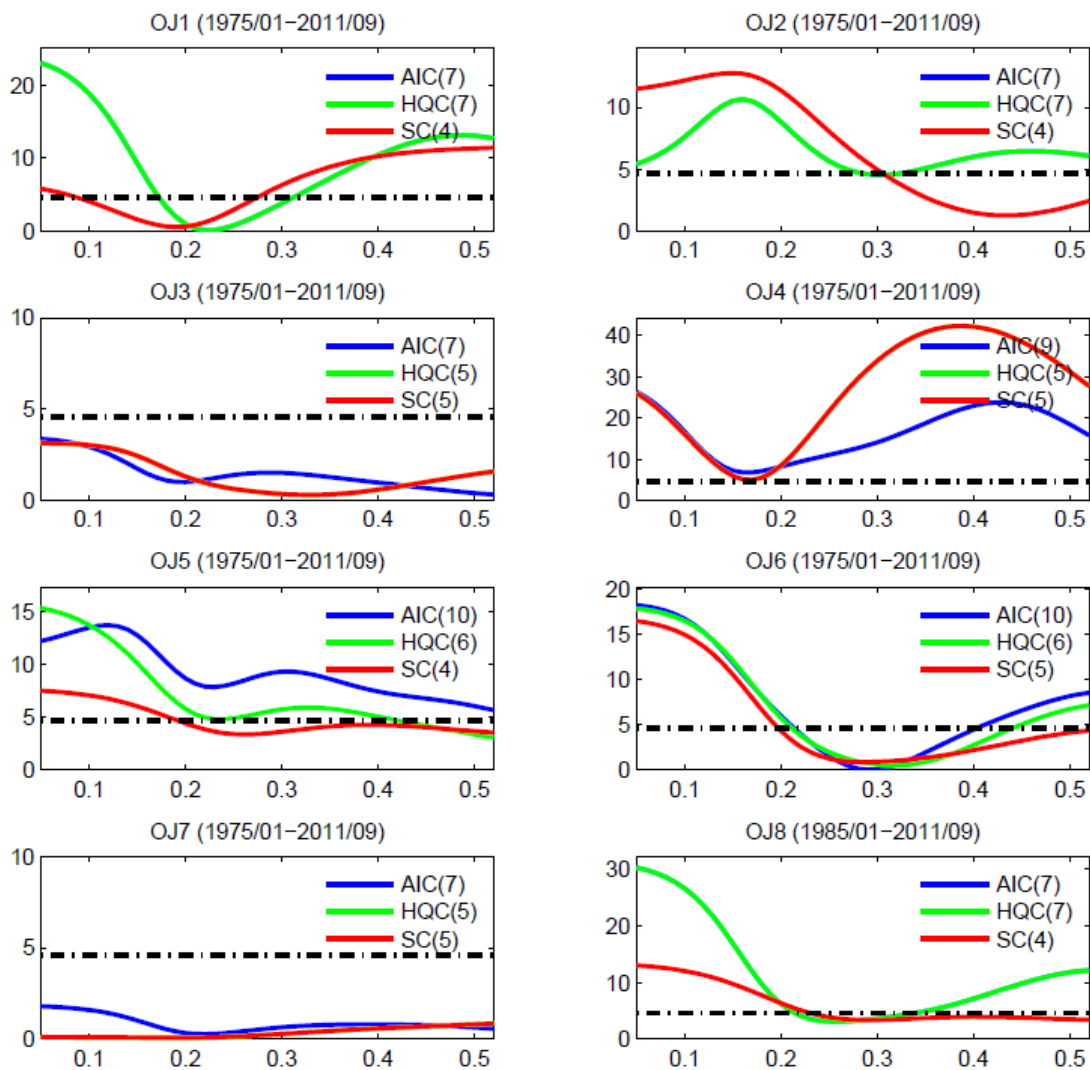 OJ1 (1975/01−2011/09)
20
10
0
0.1 0.2 0.3 0.4 0.5
AIC(7)
HQC(7)
SC(4)
OJ2 (1975/01−2011/09)
10
5
0
0.1 0.2 0.3 0.4 0.5
AIC(7)
HQC(7)
SC(4)
OJ3 (1975/01−2011/09)
10
5
0
0.1 0.2 0.3 0.4 0.5
AIC(7)
HQC(5)
SC(5)
OJ4 (1975/01−2011/09)
40
30
20
10
0
0.1 0.2 0.3 0.4 0.5
AIC(9)
HQC(5)
SC(5)
OJ5 (1975/01−2011/09)
15
10
5
0
0.1 0.2 0.3 0.4 0.5
AIC(10)
HQC(6)
SC(4)
OJ6 (1975/01−2011/09)
20
15
10
5
0
0.1 0.2 0.3 0.4 0.5
AIC(10)
HQC(6)
SC(5)
OJ7 (1975/01−2011/09)
10
5
0
0.1 0.2 0.3 0.4 0.5
AIC(7)
HQC(5)
SC(5)
OJ8 (1985/01−2011/09)
30
20
10
0
0.1 0.2 0.3 0.4 0.5
AIC(7)
HQC(7)
SC(4)